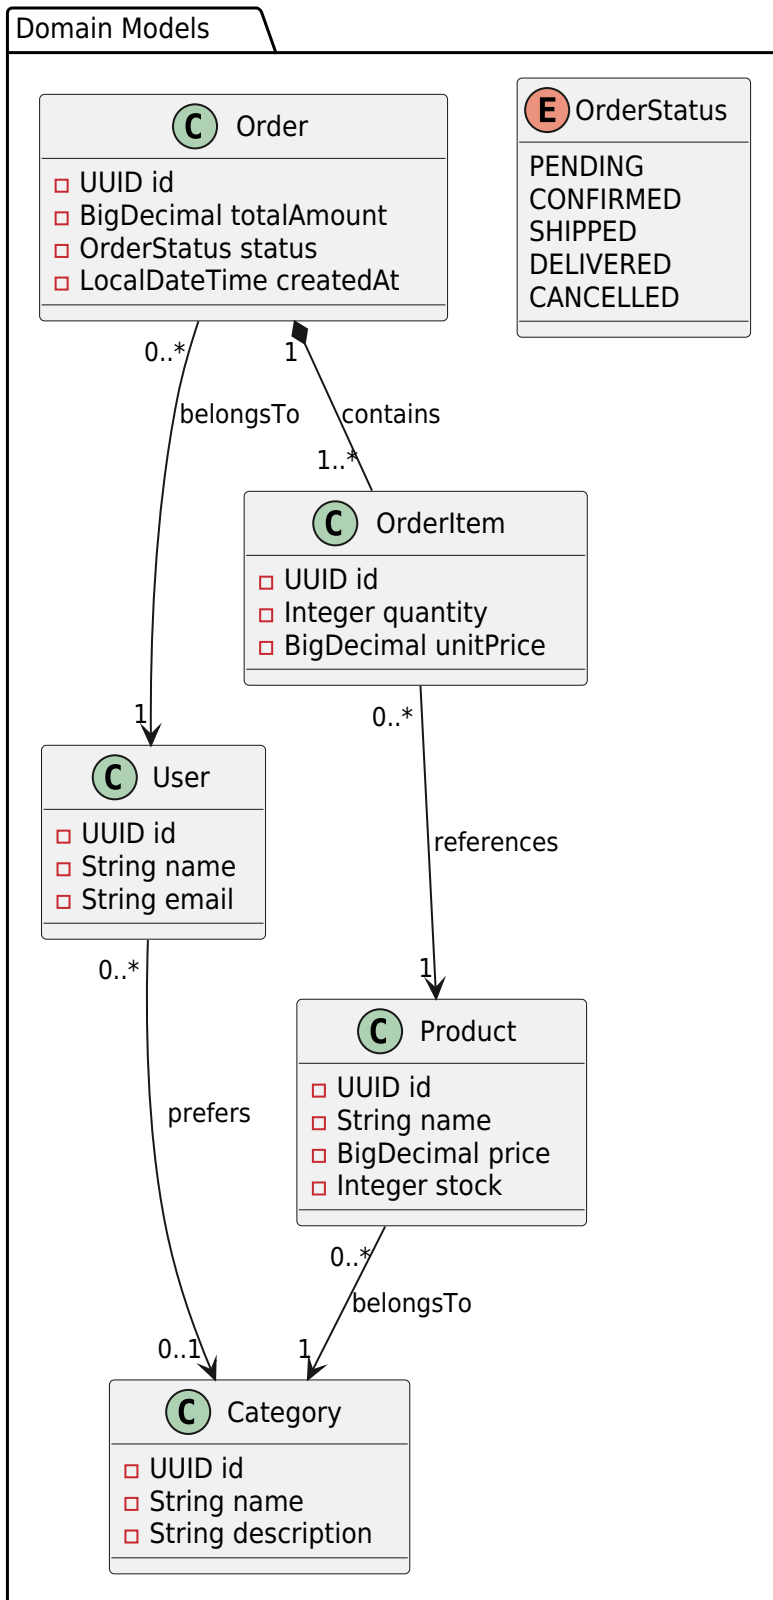 Domain Models
C Order
UUID id
BigDecimal totalAmount
OrderStatus status
LocalDateTime createdAt
E OrderStatus
PENDING
CONFIRMED
SHIPPED
DELIVERED
CANCELLED
0..*
1
belongsTo
contains
1..*
C OrderItem
UUID id
Integer quantity
BigDecimal unitPrice
1
0..*
C User
UUID id
String name
String email
references
0..*
1
C Product
UUID id
String name
BigDecimal price
Integer stock
prefers
0..*
belongsTo
0..1
1
C Category
UUID id
String name
String description